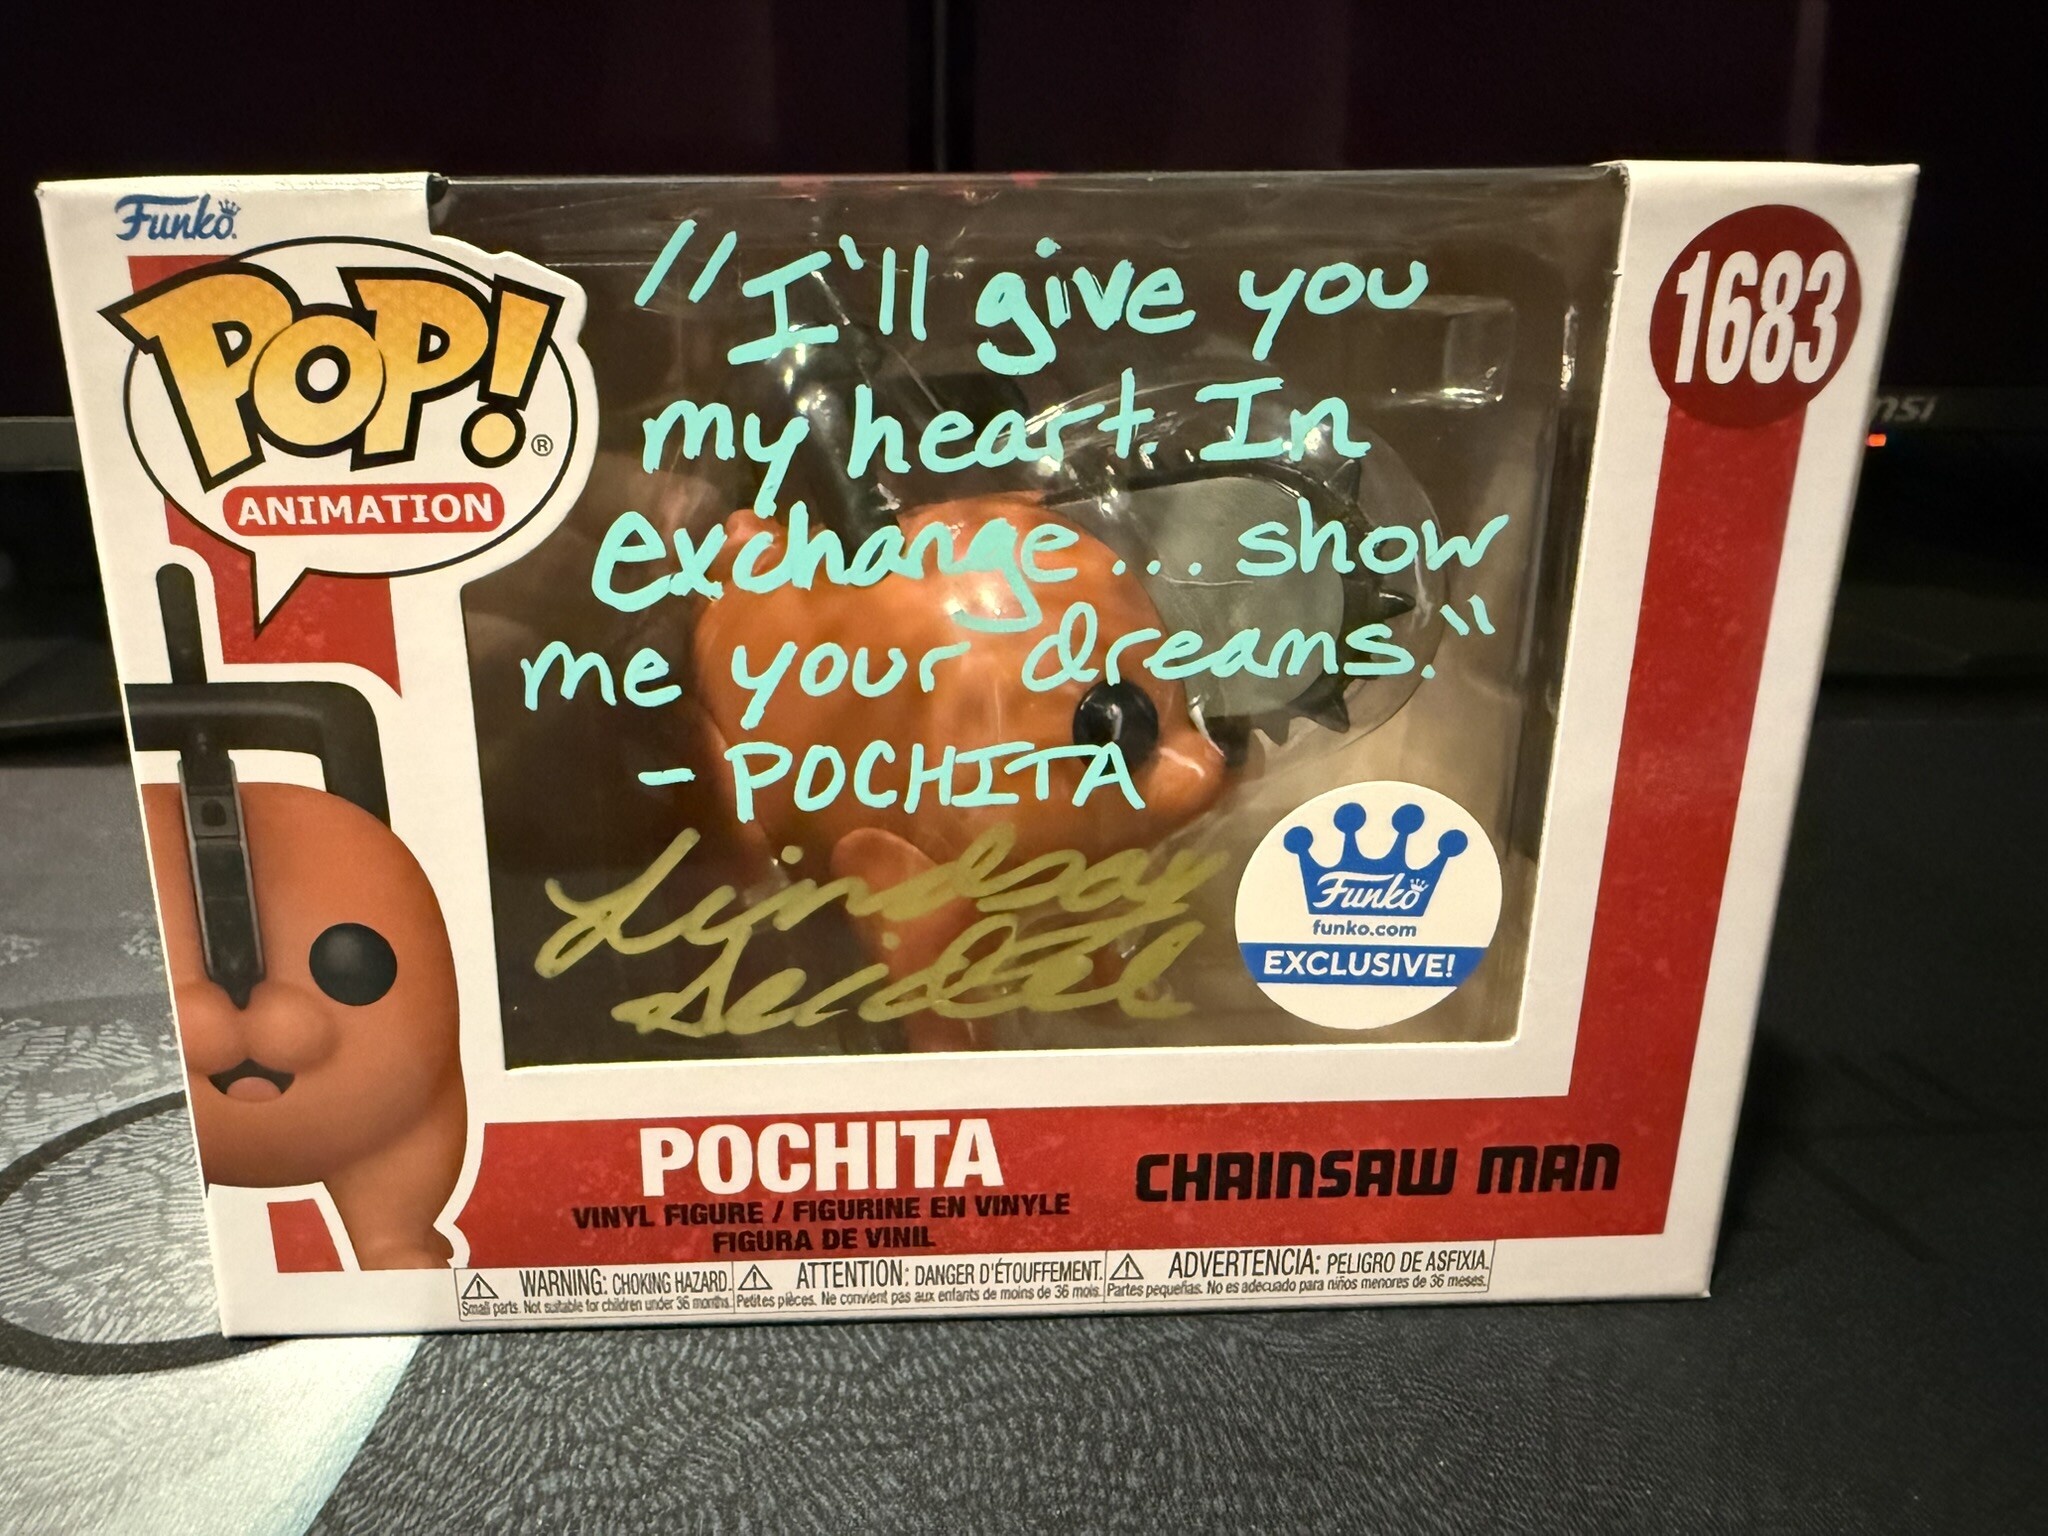 Funko
POP!®
ANIMATION
1683
"I'll give you
my heart. In
exchange... show
me your dreams."
- POCHITA
Lindsay
Seidel
Funko
funko.com
EXCLUSIVE!
msi
POCHITA
VINYL FIGURE / FIGURINE EN VINYLE
FIGURA DE VINIL
CHAINSAW MAN
WARNING: CHOKING HAZARD.
Small parts. Not suitable for children under 36 months.
ATTENTION: DANGER D'ÉTOUFFEMENT.
Petites pièces. Ne convient pas aux enfants de moins de 36 mois.
ADVERTENCIA: PELIGRO DE ASFIXIA.
Partes pequeñas. No es adecuado para niños menores de 36 meses.